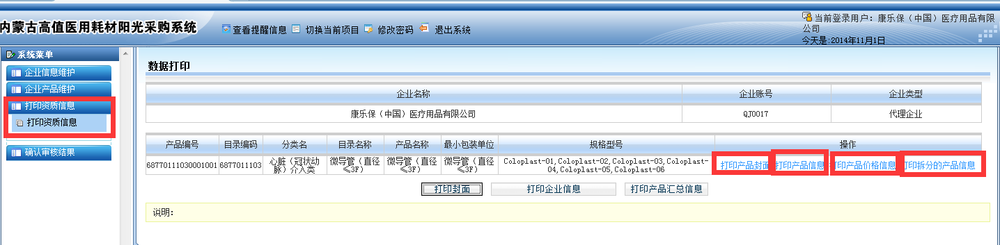 当前登录用户：康乐保（中国）医疗用品有限
公司
今天是:2014年11月1日
内蒙古高值医用耗材阳光采购系统
查看提醒信息 切换当前项目 修改密码 退出系统
系统菜单
企业信息维护
企业产品维护
打印资质信息
打印资质信息
确认审核结果
数据打印
企业名称 企业账号 企业类型
康乐保（中国）医疗用品有限公司 QJ0017 代理企业
产品编号 目录编码 分类名 目录名称 产品名称 最小包装单位 规格型号 操作
68770111030001001 6877011103 心脏（冠状动
脉）介入类 微导管（直径
≤3F） 微导管（直径
≤3F） 微导管（直径
≤3F） Coloplast-01,Coloplast-02,Coloplast-03,Coloplast-
04,Coloplast-05,Coloplast-06 打印产品封面 打印产品信息 打印产品价格信息 打印拆分的产品信息
打印封面 打印企业信息 打印产品汇总信息
说明: